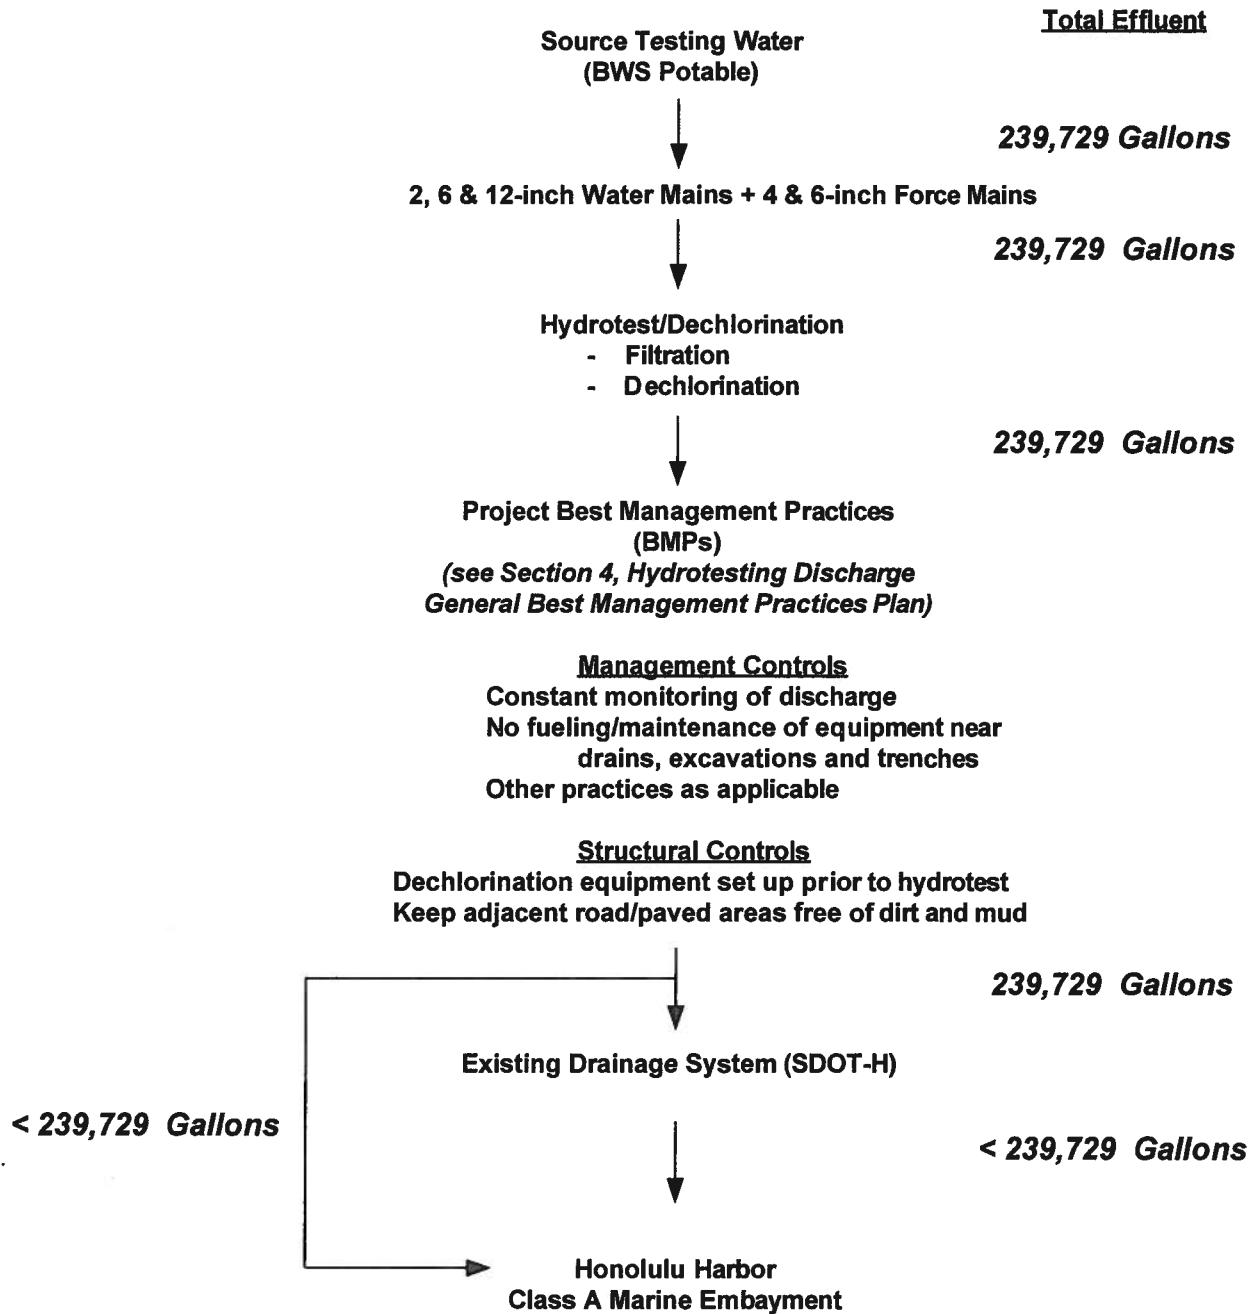 Total Effluent
Source Testing Water
(BWS Potable)
239,729 Gallons
2, 6 & 12-inch Water Mains + 4 & 6-inch Force Mains
239,729 Gallons
Hydrotest/Dechlorination
- Filtration
- Dechlorination
239,729 Gallons
Project Best Management Practices
(BMPs)
(see Section 4, Hydrotesting Discharge
General Best Management Practices Plan)
Management Controls
Constant monitoring of discharge
No fueling/maintenance of equipment near
drains, excavations and trenches
Other practices as applicable
Structural Controls
Dechlorination equipment set up prior to hydrotest
Keep adjacent road/paved areas free of dirt and mud
239,729 Gallons
Existing Drainage System (SDOT-H)
< 239,729 Gallons
< 239,729 Gallons
Honolulu Harbor
Class A Marine Embayment